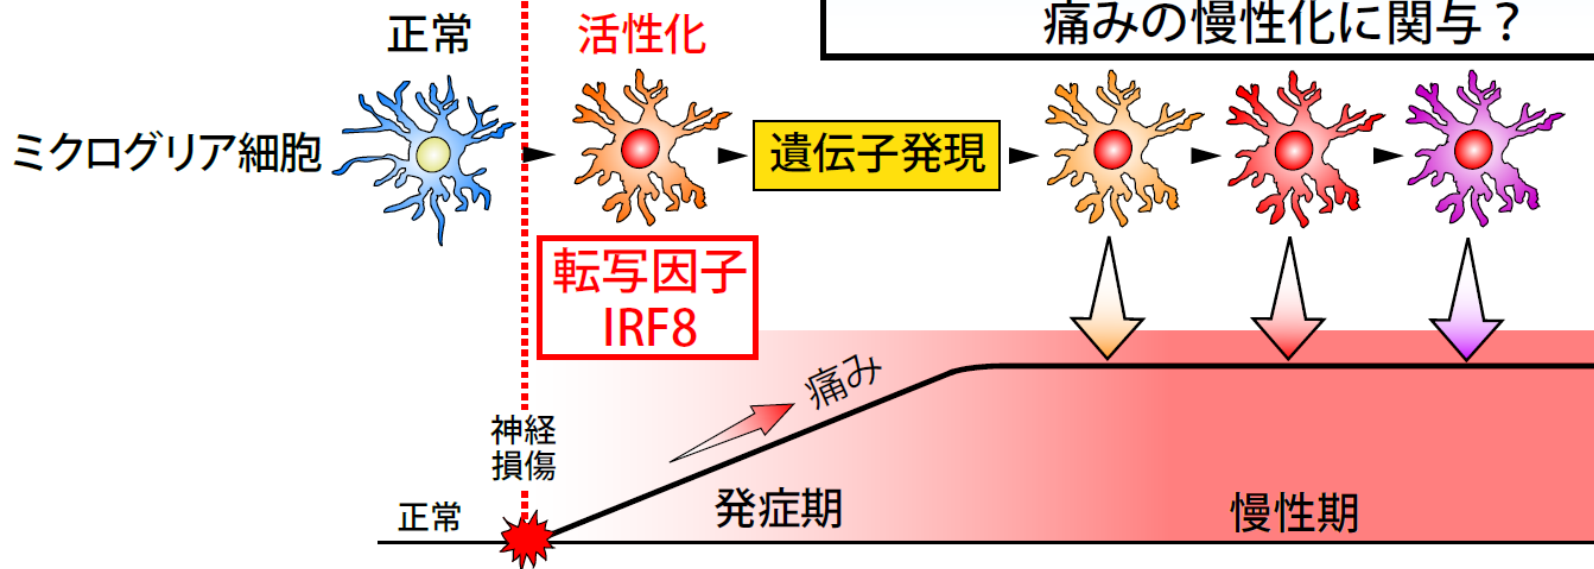 痛みの慢性化に関与？
正常
活性化
ミクログリア細胞
遺伝子発現
転写因子
IRF8
痛み
神経
損傷
正常
発症期
慢性期